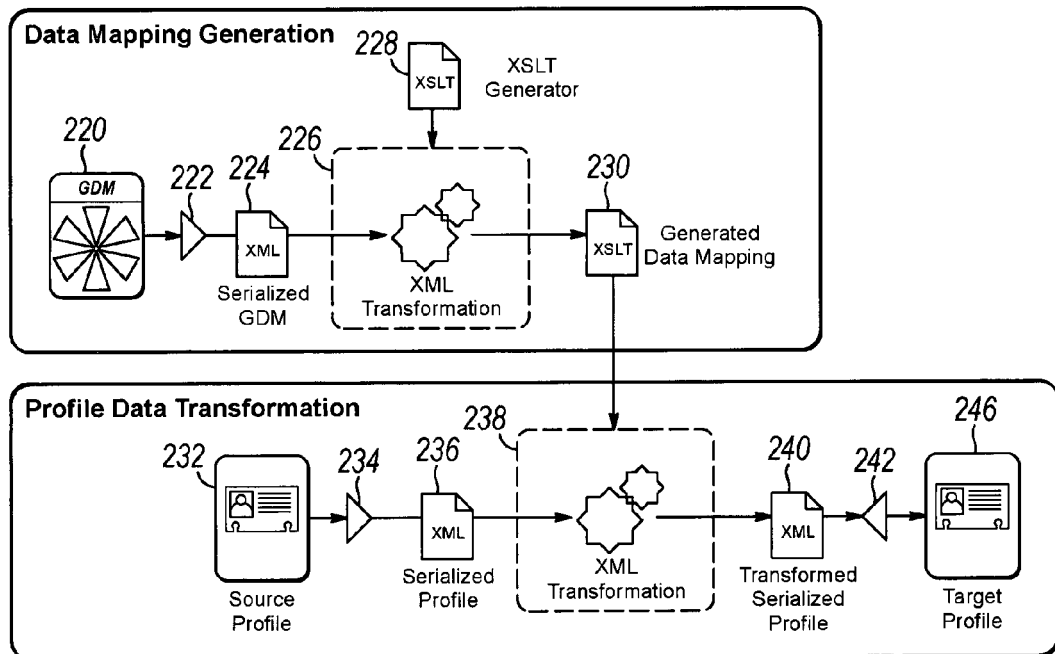 Data Mapping Generation
228
XSLT
XSLT
Generator
220
GDM
222
224
XML
Serialized
GDM
226
XML
Transformation
230
XSLT
Generated
Data Mapping
Profile Data Transformation
232
Source
Profile
234
236
XML
Serialized
Profile
238
XML
Transformation
240
XML
Transformed
Serialized
Profile
242
246
Target
Profile